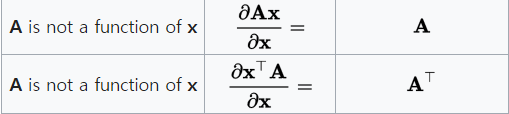 A is not a function of x ∂Ax/∂x = A
A is not a function of x ∂x⊤A/∂x = A⊤